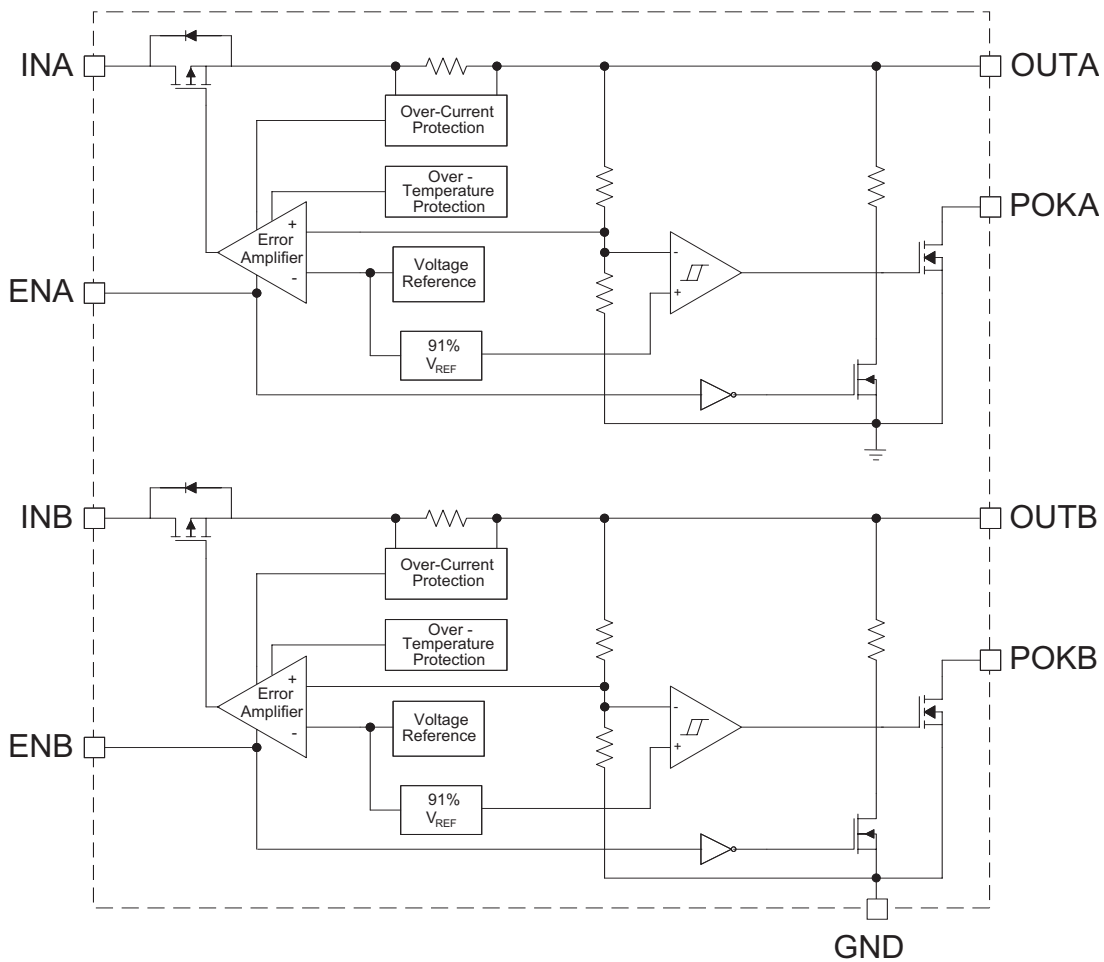 INA
OUTA
Over-Current
Protection
Over -
Temperature
Protection
POKA
+
Error
Amplifier
-
Voltage
Reference
-
+
ENA
91%
VREF
INB
OUTB
Over-Current
Protection
Over -
Temperature
Protection
POKB
+
Error
Amplifier
-
Voltage
Reference
-
+
ENB
91%
VREF
GND